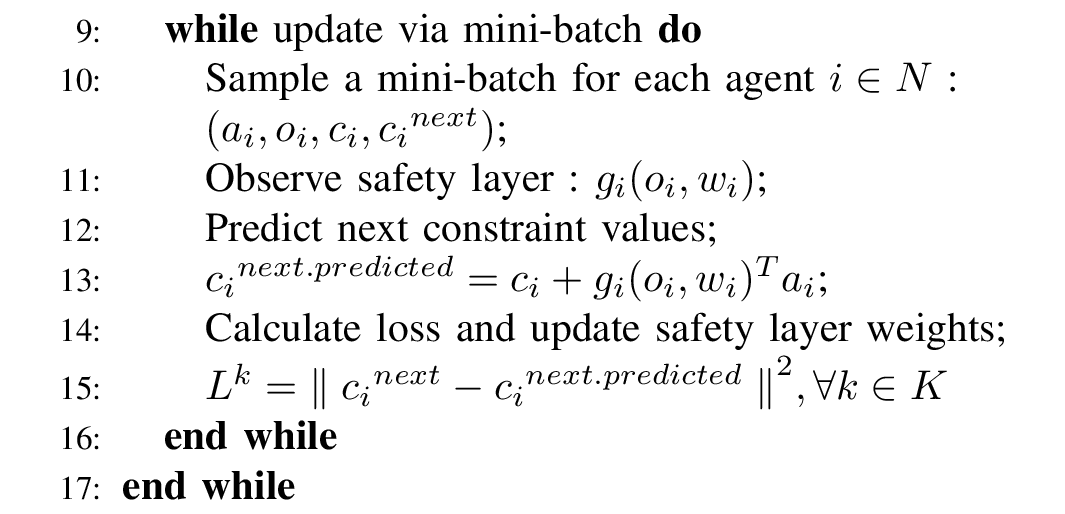 9: while update via mini-batch do
10: Sample a mini-batch for each agent i ∈ N :
(a_i, o_i, c_i, c_i^{next});
11: Observe safety layer : g_i(o_i, w_i);
12: Predict next constraint values;
13: c_i^{next.predicted} = c_i + g_i(o_i, w_i)^T a_i;
14: Calculate loss and update safety layer weights;
15: L^k = ∥ c_i^{next} − c_i^{next.predicted} ∥^2, ∀k ∈ K
16: end while
17: end while